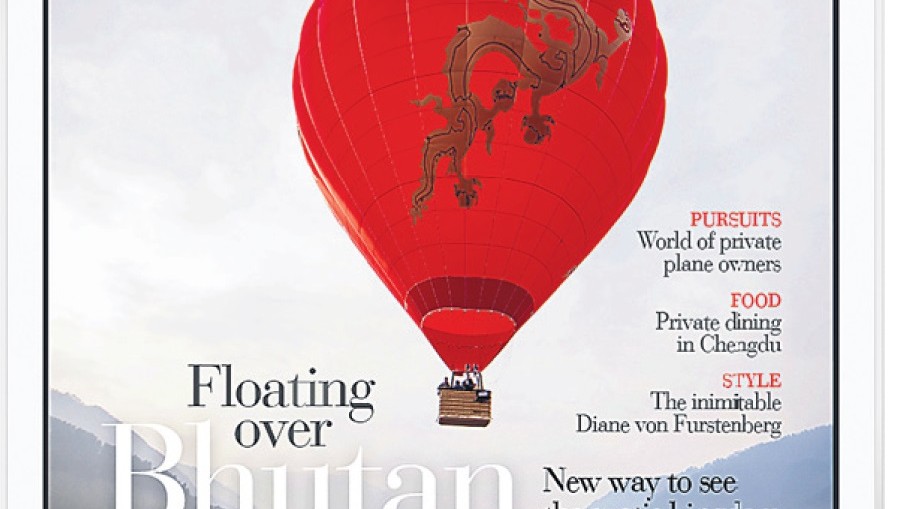 PURSUITS
World of private
plane owners
FOOD
Private dining
in Chengdu
STYLE
The inimitable
Diane von Furstenberg
Floating
over
Bhutan
New way to see